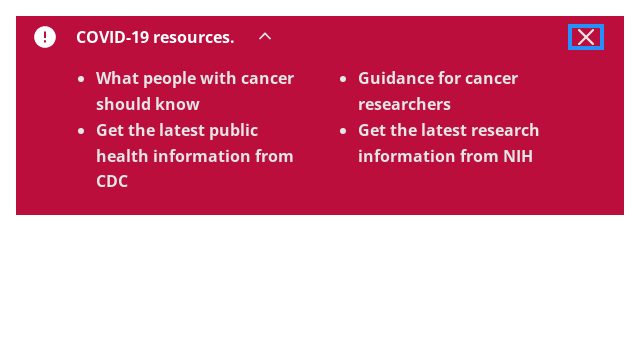 COVID-19 resources.
What people with cancer
should know
Get the latest public
health information from
CDC
Guidance for cancer
researchers
Get the latest research
information from NIH